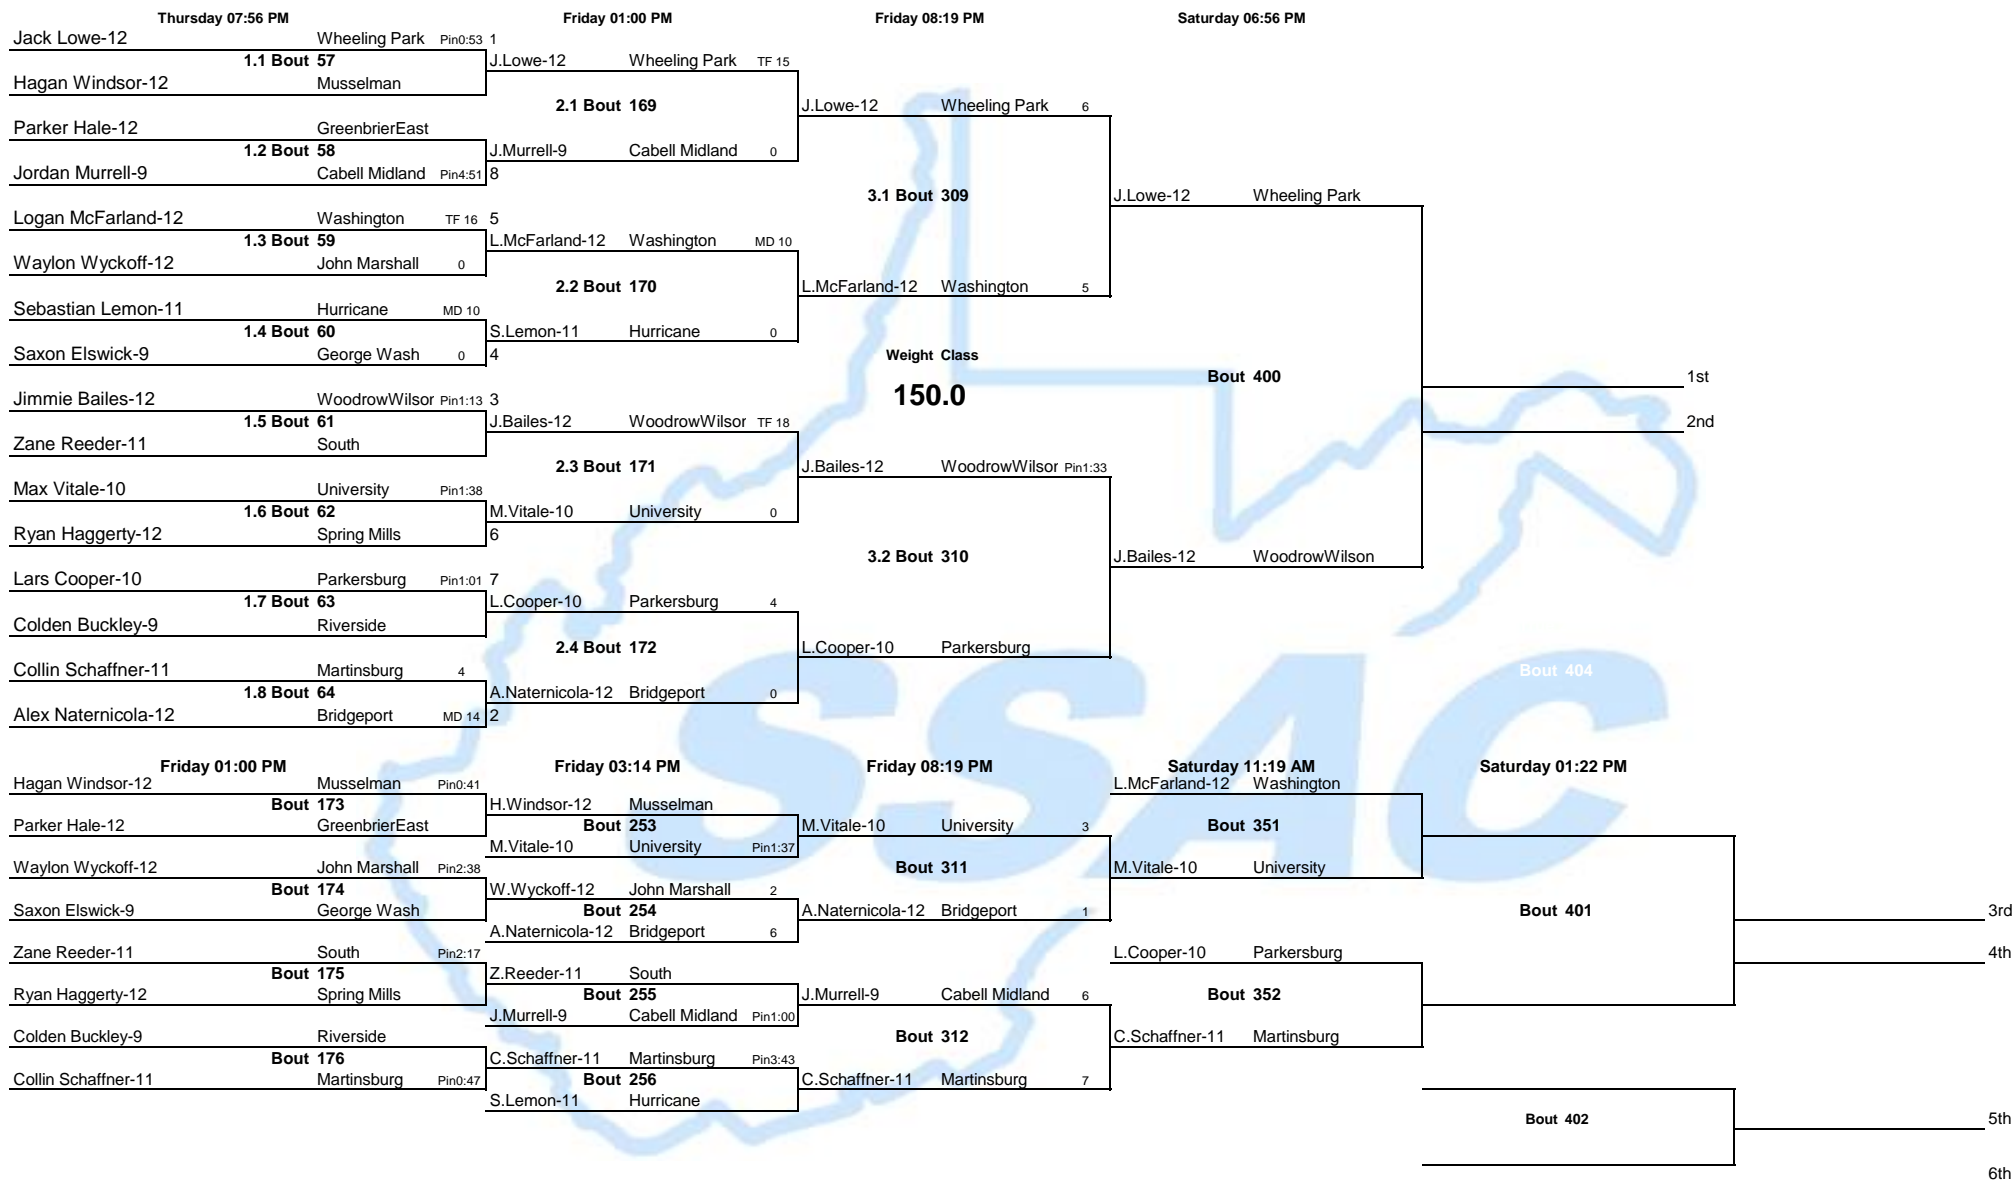 Thursday 07:56 PM Friday 01:00 PM Friday 08:19 PM Saturday 06:56 PM
Jack Lowe-12 Wheeling Park Pin0:53 1
1.1 Bout 57 J.Lowe-12 Wheeling Park TF 15
Hagan Windsor-12 Musselman
2.1 Bout 169 J.Lowe-12 Wheeling Park 6
Parker Hale-12 GreenbrierEast
1.2 Bout 58 J.Murrell-9 Cabell Midland 0
Jordan Murrell-9 Cabell Midland Pin4:51 8
3.1 Bout 309 J.Lowe-12 Wheeling Park
Logan McFarland-12 Washington TF 16 5
1.3 Bout 59 L.McFarland-12 Washington MD 10
Waylon Wyckoff-12 John Marshall 0
2.2 Bout 170 L.McFarland-12 Washington 5
Sebastian Lemon-11 Hurricane MD 10
1.4 Bout 60 S.Lemon-11 Hurricane 0
Saxon Elswick-9 George Wash 0 4 Weight Class
Bout 400 1st
Jimmie Bailes-12 WoodrowWilsor Pin1:13 3 150.0
1.5 Bout 61 J.Bailes-12 WoodrowWilsor TF 18 2nd
Zane Reeder-11 South
2.3 Bout 171 J.Bailes-12 WoodrowWilsor Pin1:33
Max Vitale-10 University Pin1:38
1.6 Bout 62 M.Vitale-10 University 0
Ryan Haggerty-12 Spring Mills 6
3.2 Bout 310 J.Bailes-12 WoodrowWilson
Lars Cooper-10 Parkersburg Pin1:01 7
1.7 Bout 63 L.Cooper-10 Parkersburg 4
Colden Buckley-9 Riverside
2.4 Bout 172 L.Cooper-10 Parkersburg
Collin Schaffner-11 Martinsburg 4 Bout 404
1.8 Bout 64 A.Naternicola-12 Bridgeport 0
Alex Naternicola-12 Bridgeport MD 14 2
SSAC
Friday 01:00 PM Friday 03:14 PM Friday 08:19 PM Saturday 11:19 AM Saturday 01:22 PM
Hagan Windsor-12 Musselman Pin0:41 L.McFarland-12 Washington
Bout 173 H.Windsor-12 Musselman
Parker Hale-12 GreenbrierEast Bout 253 M.Vitale-10 University 3 Bout 351
M.Vitale-10 University Pin1:37
Waylon Wyckoff-12 John Marshall Pin2:38 Bout 311 M.Vitale-10 University
Bout 174 W.Wyckoff-12 John Marshall 2
Saxon Elswick-9 George Wash Bout 254 A.Naternicola-12 Bridgeport 1 Bout 401 3rd
A.Naternicola-12 Bridgeport 6
Zane Reeder-11 South Pin2:17 L.Cooper-10 Parkersburg 4th
Bout 175 Z.Reeder-11 South
Ryan Haggerty-12 Spring Mills Bout 255 J.Murrell-9 Cabell Midland 6 Bout 352
J.Murrell-9 Cabell Midland Pin1:00
Colden Buckley-9 Riverside Bout 312 C.Schaffner-11 Martinsburg
Bout 176 C.Schaffner-11 Martinsburg Pin3:43
Collin Schaffner-11 Martinsburg Pin0:47 Bout 256 C.Schaffner-11 Martinsburg 7
S.Lemon-11 Hurricane
Bout 402 5th
6th